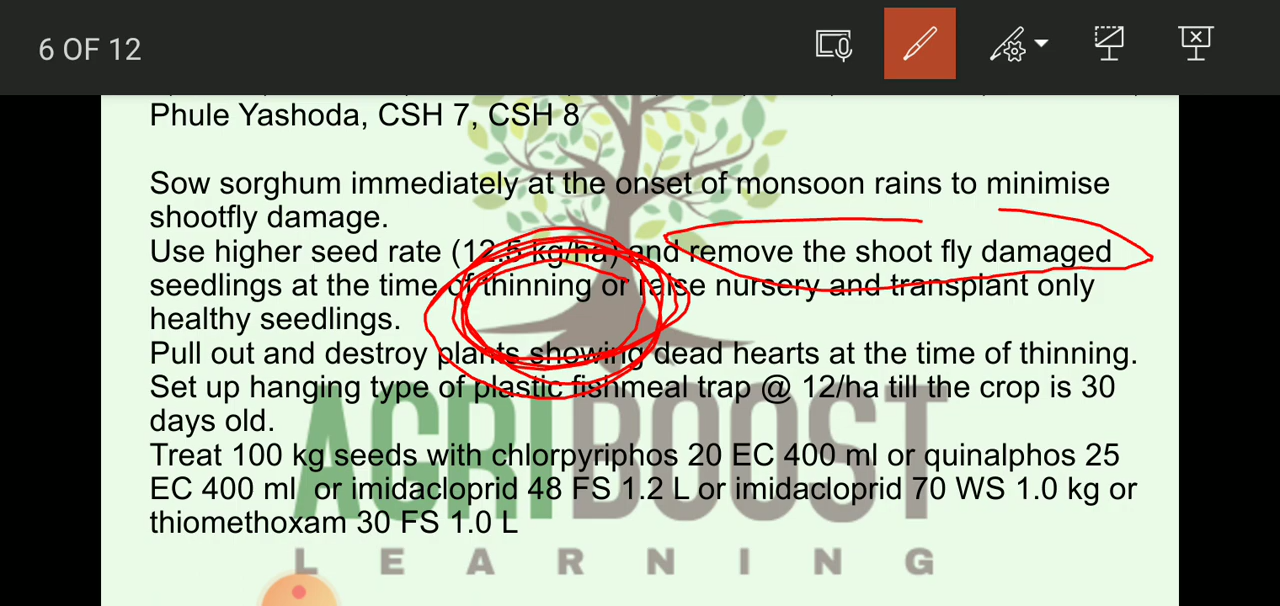 6 OF 12
Phule Yashoda, CSH 7, CSH 8
Sow sorghum immediately at the onset of monsoon rains to minimise
shootfly damage.
Use higher seed rate (12.5 kg/ha) and remove the shoot fly damaged
seedlings at the time of thinning or raise nursery and transplant only
healthy seedlings.
Pull out and destroy plants showing dead hearts at the time of thinning.
Set up hanging type of plastic fishmeal trap @ 12/ha till the crop is 30
days old.
Treat 100 kg seeds with chlorpyriphos 20 EC 400 ml or quinalphos 25
EC 400 ml  or imidacloprid 48 FS 1.2 L or imidacloprid 70 WS 1.0 kg or
thiomethoxam 30 FS 1.0 L
AGRIBOOST
LEARNING